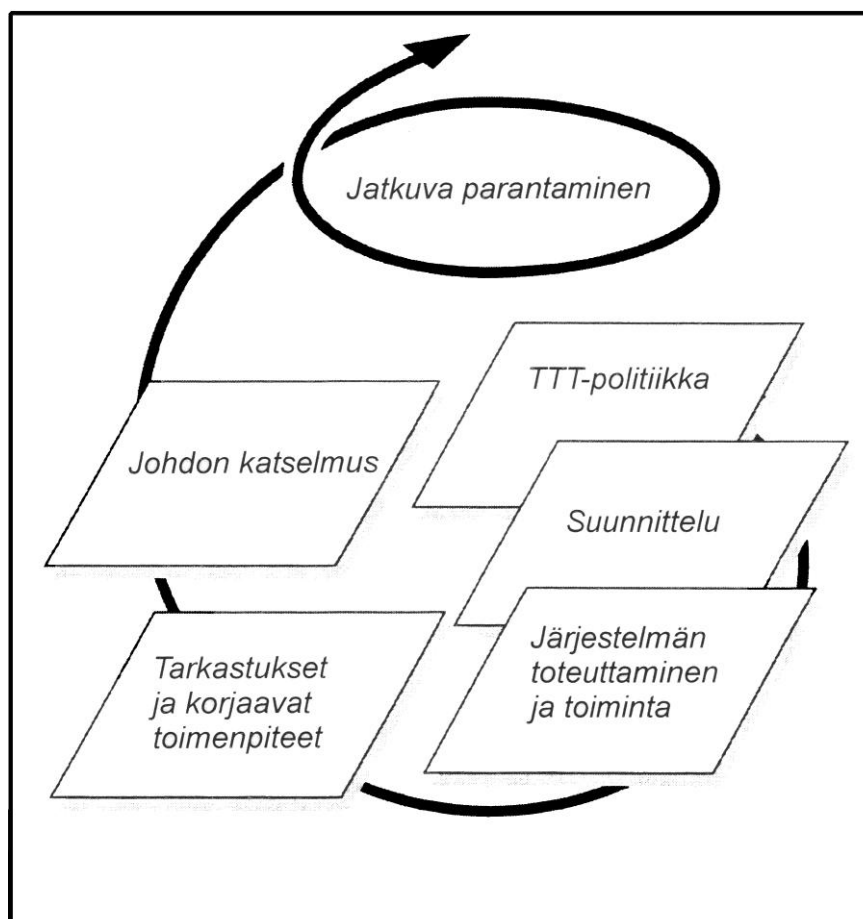 Jatkuva parantaminen
TTT-politiikka
Johdon katselmus
Suunnittelu
Järjestelmän
toteuttaminen
ja toiminta
Tarkastukset
ja korjaavat
toimenpiteet